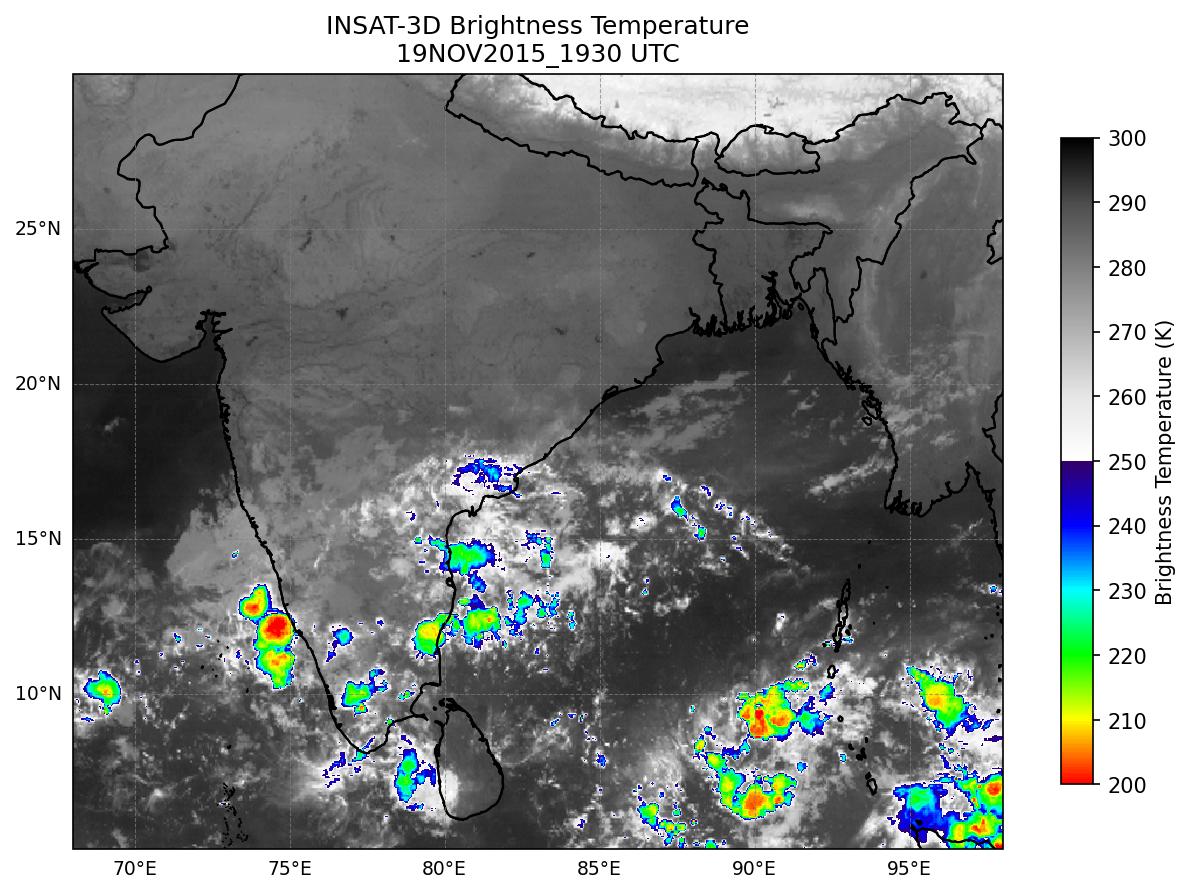 INSAT-3D Brightness Temperature
19NOV2015_1930 UTC
25°N
20°N
15°N
10°N
70°E
75°E
80°E
85°E
90°E
95°E
300
290
280
270
260
250
240
230
220
210
200
Brightness Temperature (K)